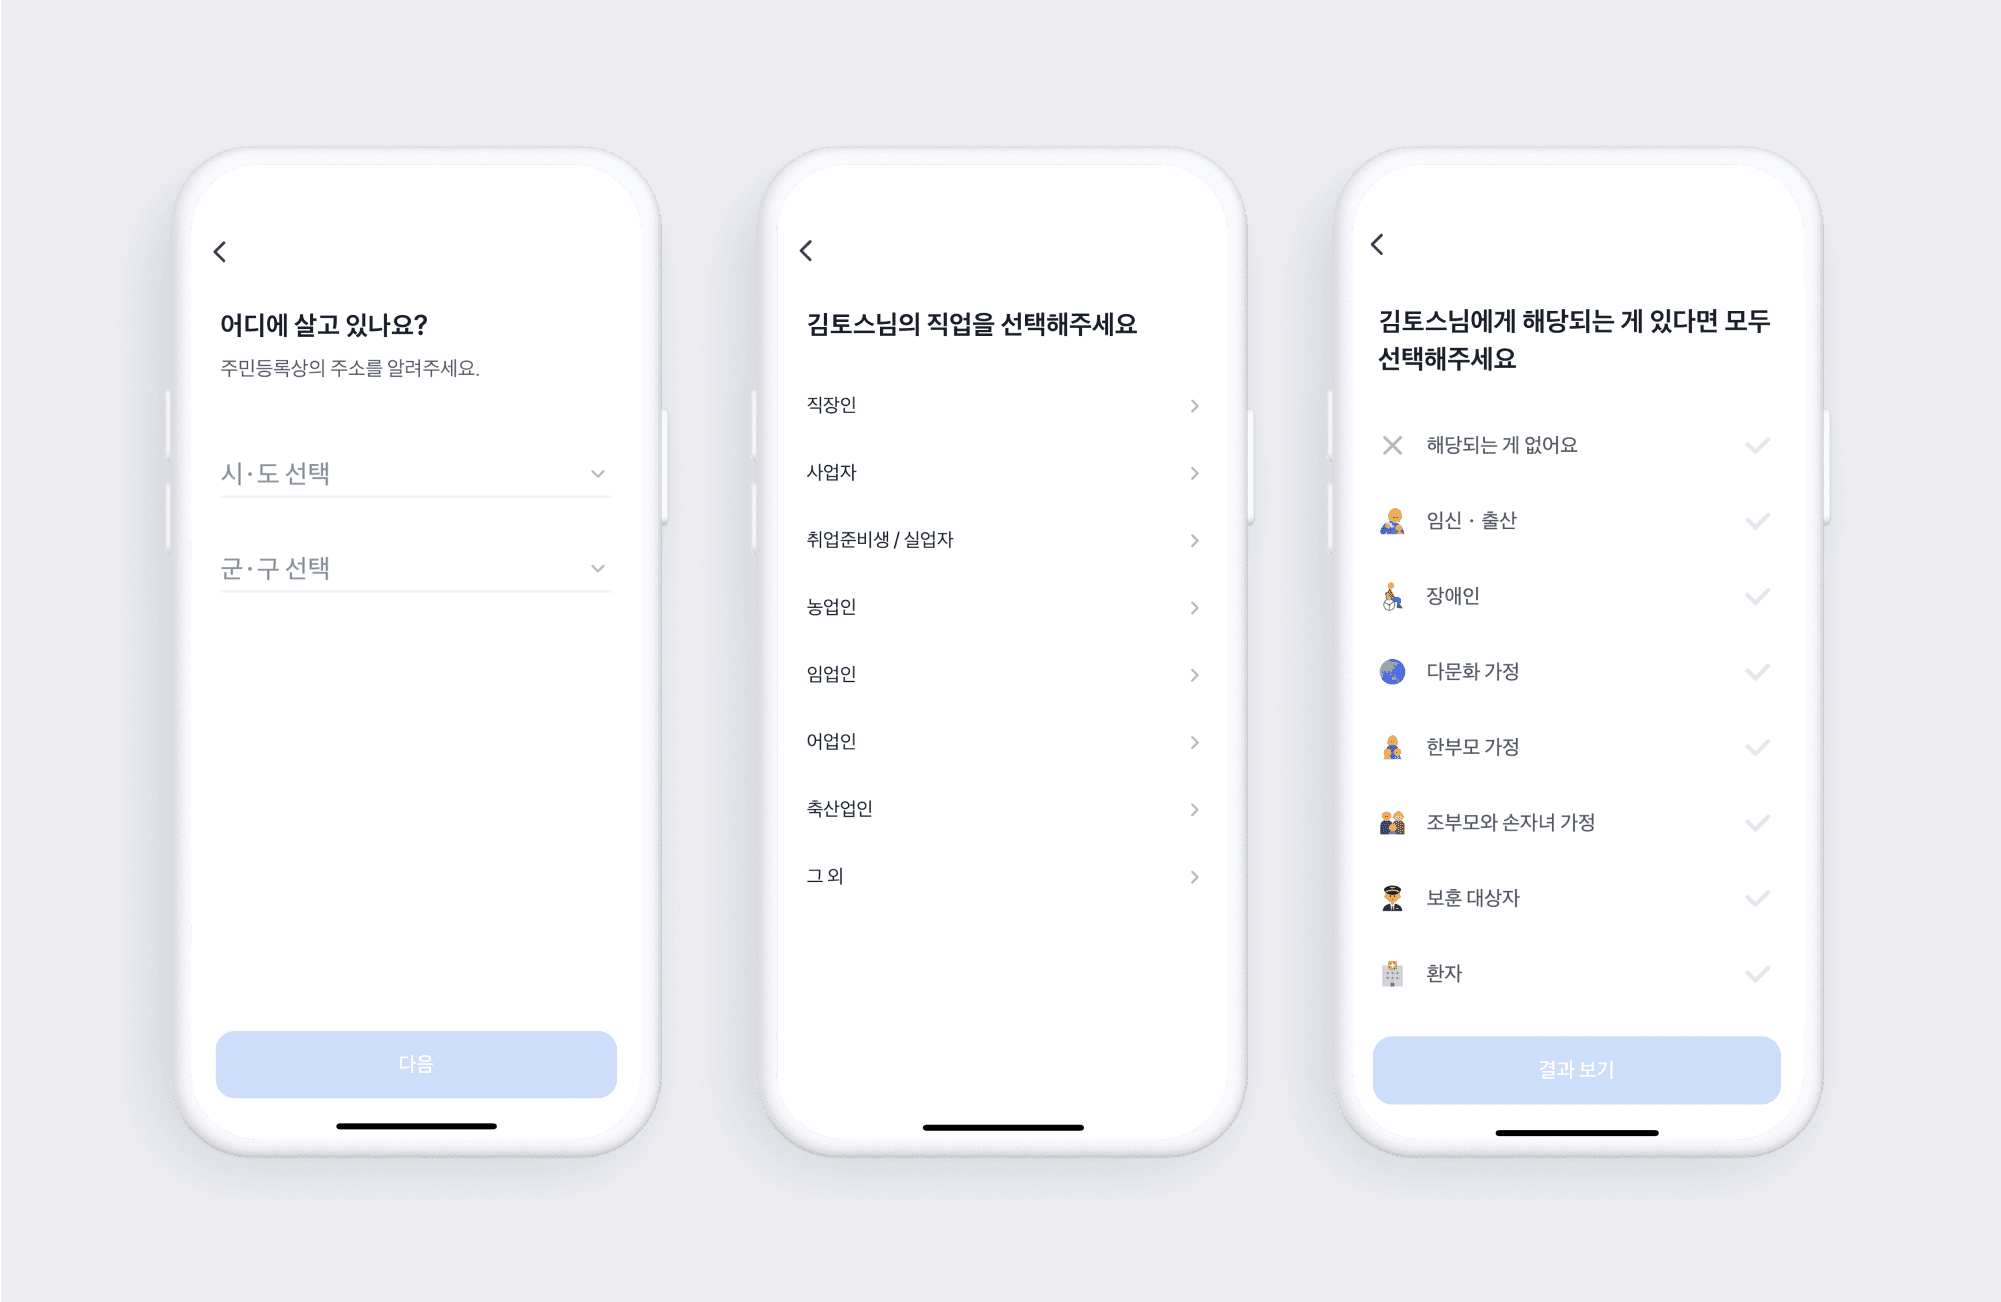 어디에 살고 있나요?
주민등록상의 주소를 알려주세요.
시·도 선택
군·구 선택
다음
김토스님의 직업을 선택해주세요
직장인
사업자
취업준비생 / 실업자
농업인
임업인
어업인
축산업인
그 외
김토스님에게 해당되는 게 있다면 모두
선택해주세요
해당되는 게 없어요
임신 · 출산
장애인
다문화 가정
한부모 가정
조부모와 손자녀 가정
보훈 대상자
환자
결과 보기